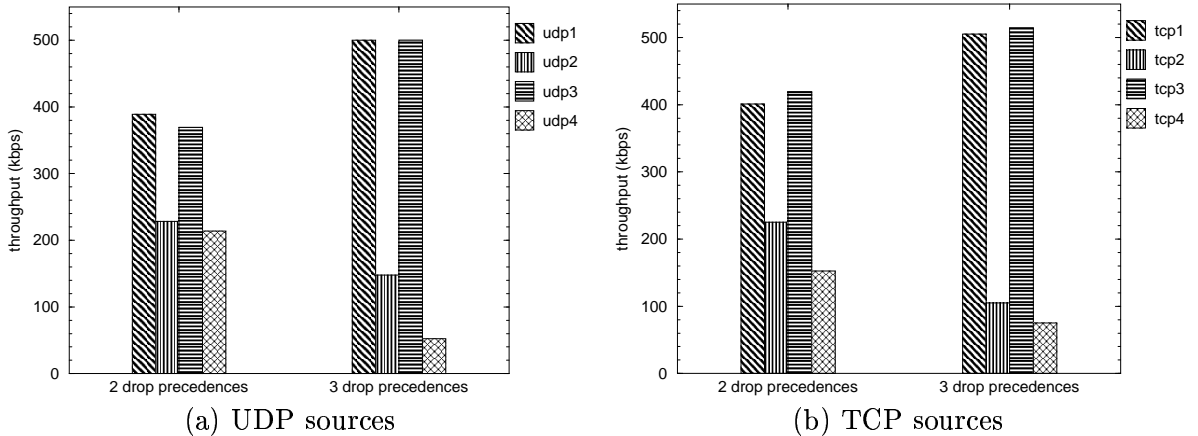 500
400
300
200
100
0
throughput (kbps)
2 drop precedences
3 drop precedences
udp1
udp2
udp3
udp4
(a) UDP sources
500
400
300
200
100
0
throughput (kbps)
2 drop precedences
3 drop precedences
tcp1
tcp2
tcp3
tcp4
(b) TCP sources